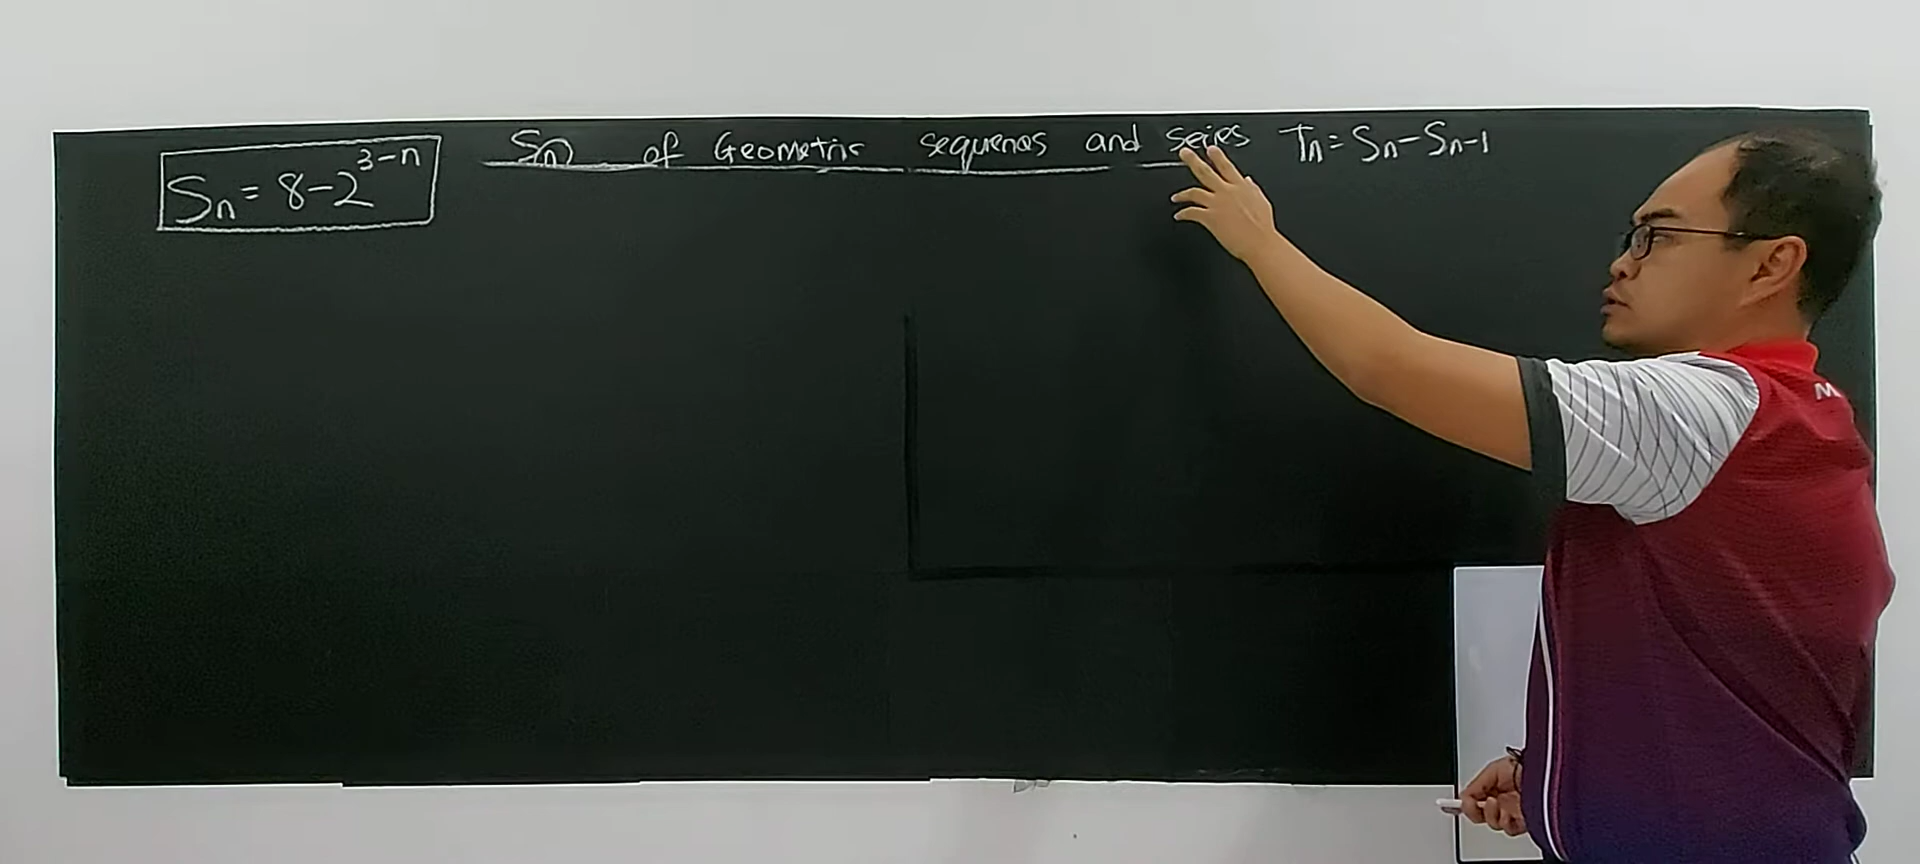 Sn = 8-2^3-n
Sn of Geometric sequences and series Tn = Sn-Sn-1
M